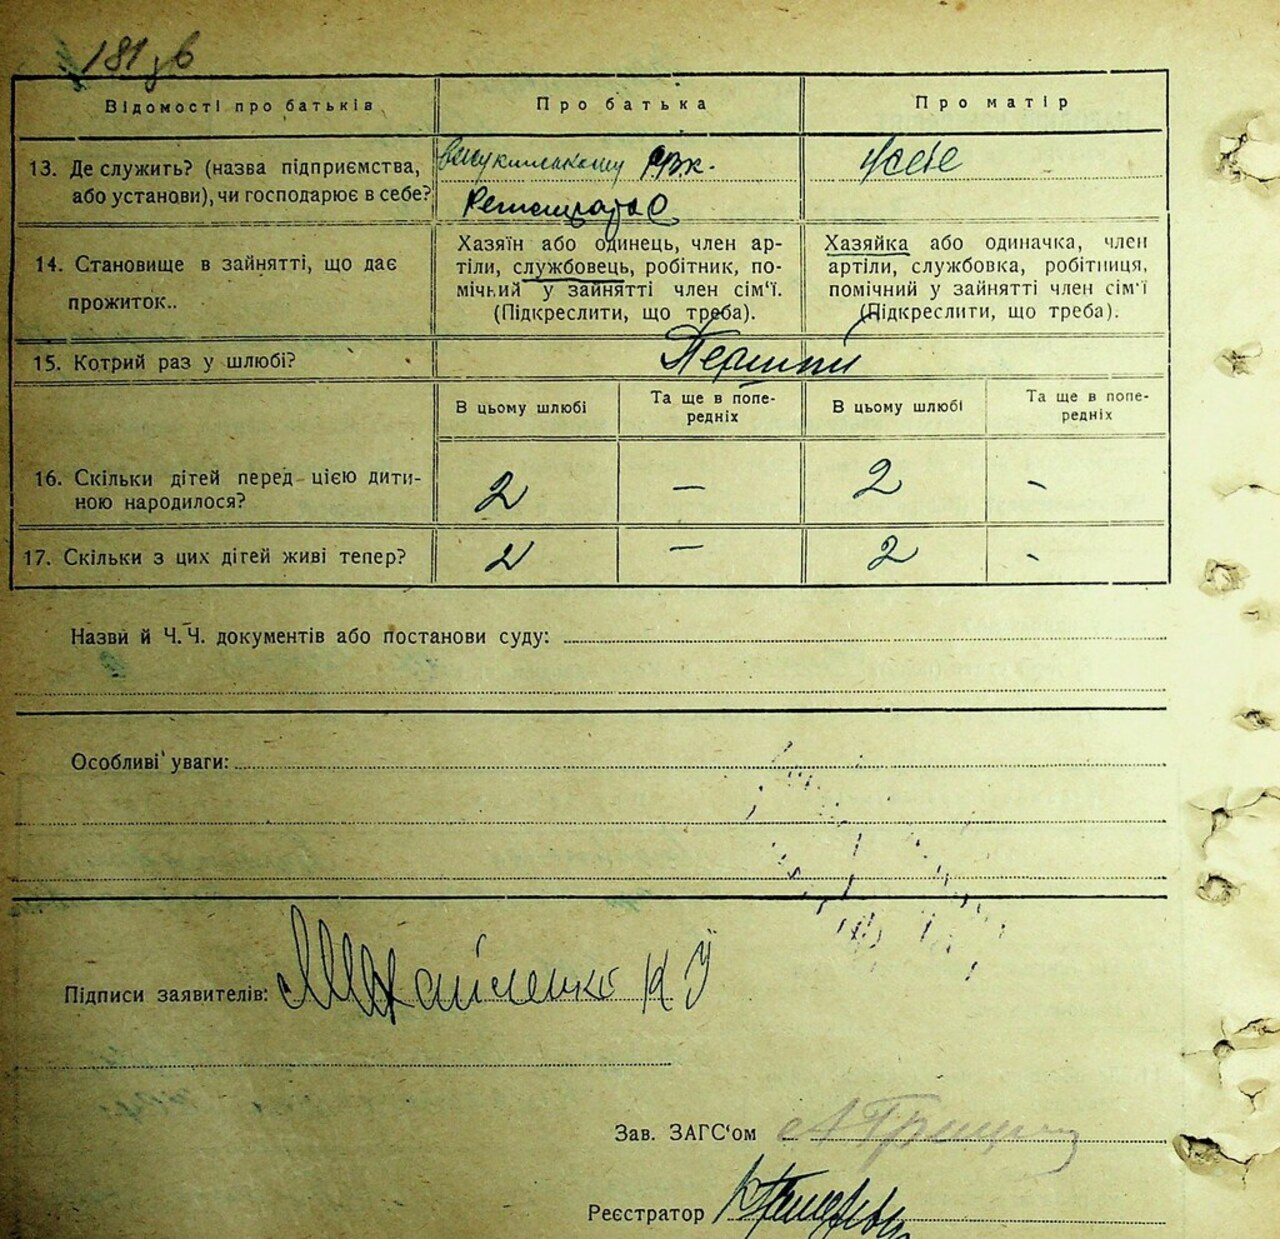 181 зв
Відомості про батьків
Про батька
Про матір
13. Де служить? (назва підприємства,
або установи), чи господарює в себе?
РВК.
У себе
14. Становище в зайнятті, що дає
прожиток..
Хазяїн або одинець, член ар-
тілі, службовець, робітник, по-
мічний у зайнятті член сім'ї.
(Підкреслити, що треба).
Хазяйка або одиначка, член
артілі, службовка, робітниця,
помічний у зайнятті член сім'ї
(Підкреслити, що треба).
15. Котрий раз у шлюбі?
Перший
В цьому шлюбі
Та ще в попе-
редніх
В цьому шлюбі
Та ще в попе-
редніх
16. Скільки дітей перед цією дити-
ною народилося?
2 — 2 -
17. Скільки з цих дітей живі тепер?
2 — 2 -
Назви й Ч.Ч. документів або постанови суду:
Особливі уваги:
Підписи заявителів:
Зав. ЗАГС'ом
Реєстратор